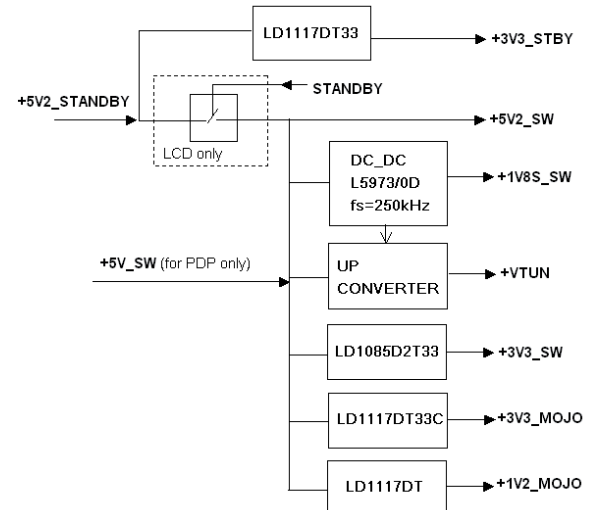 LD1117DT33
+3V3_STBY
+5V2_STANDBY
STANDBY
LCD only
+5V2_SW
DC_DC
L5973/0D
fs=250kHz
+1V8S_SW
+5V_SW (for PDP only)
UP
CONVERTER
+VTUN
LD1085D2T33
+3V3_SW
LD1117DT33C
+3V3_MOJO
LD1117DT
+1V2_MOJO